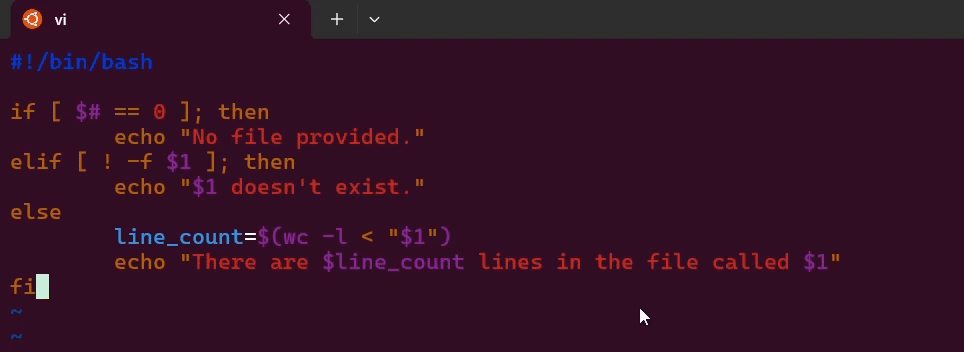 vi
#!/bin/bash

if [ $# == 0 ]; then
        echo "No file provided."
elif [ ! -f $1 ]; then
        echo "$1 doesn't exist."
else
        line_count=$(wc -l < "$1")
        echo "There are $line_count lines in the file called $1"
fi
~
~